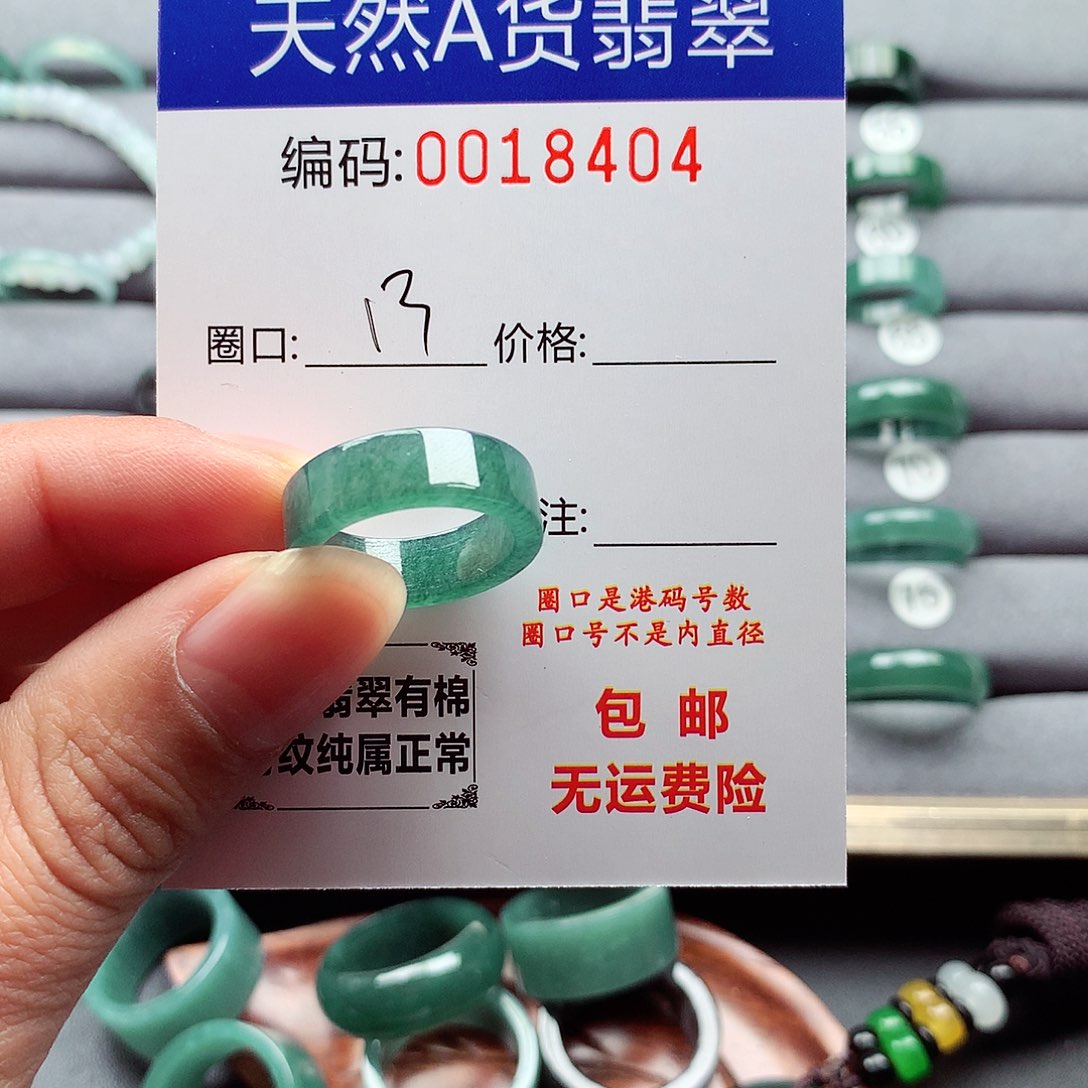 天然A货翡翠
编码:0018404
圈口: 13 价格:
注:
圈口是港码号数
圈口号不是内直径
翡翠有棉
纹纯属正常
包 邮
无运费险